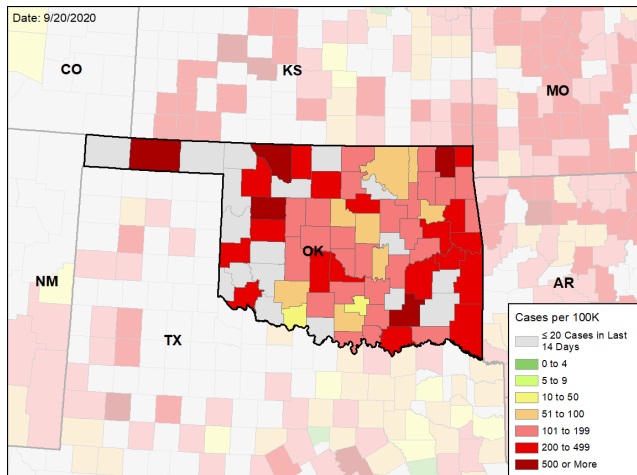 Date: 9/20/2020
CO
KS
MO
OK
NM
TX
AR
Cases per 100K
≤ 20 Cases in Last
14 Days
0 to 4
5 to 9
10 to 50
51 to 100
101 to 199
200 to 499
500 or More